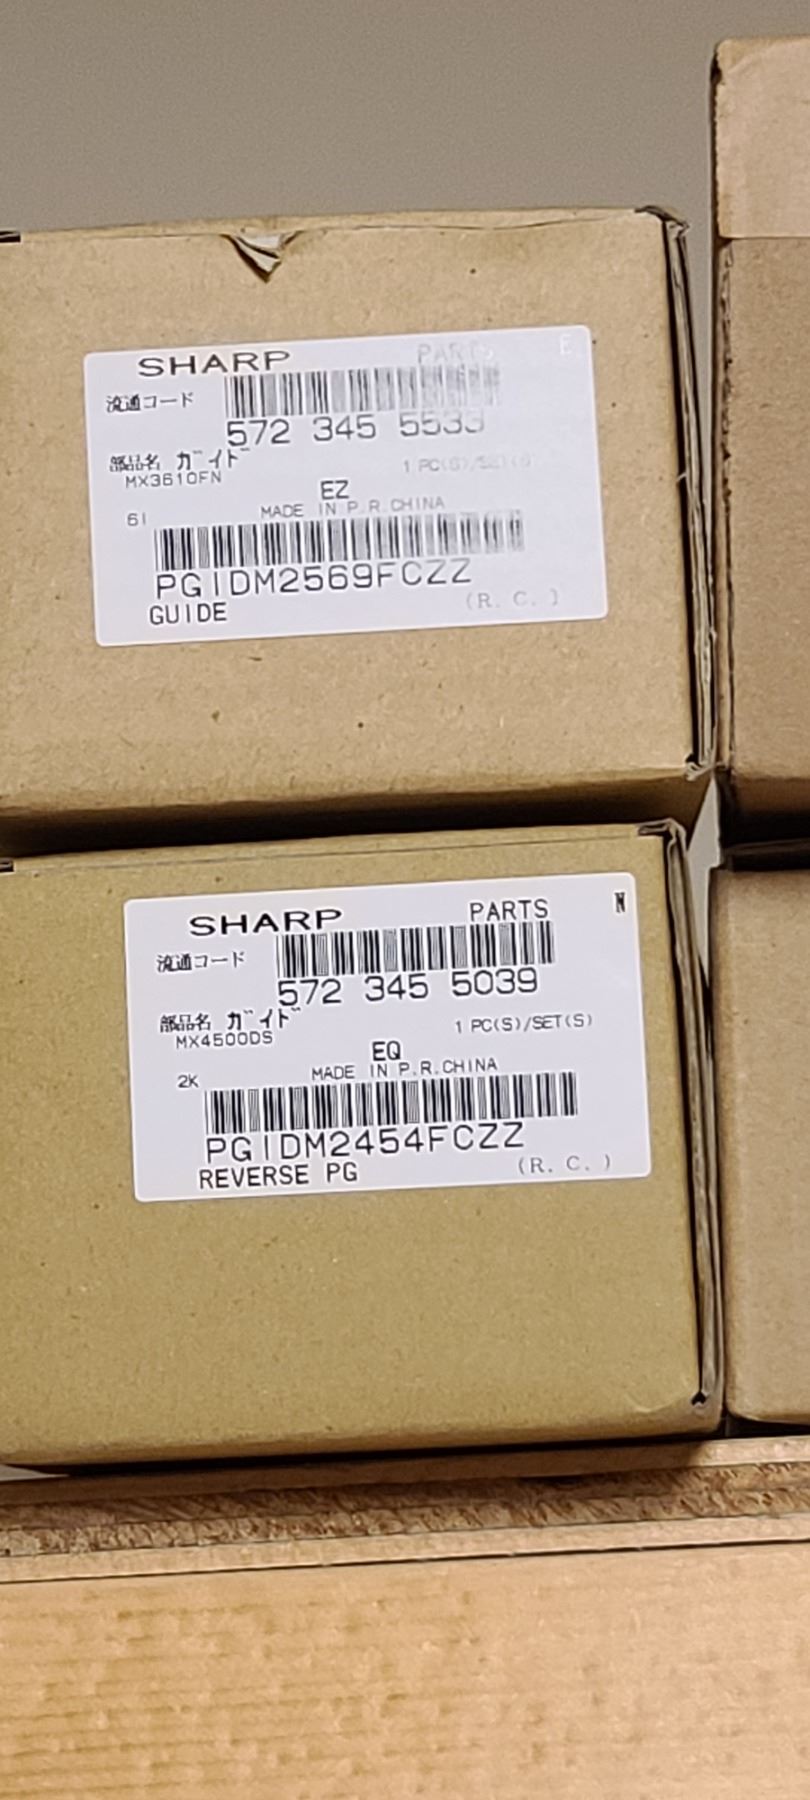 SHARP PARTS E
流通コード
572 345 5533
部品名 ガイド 1 PC(S)/SET(S)
MX3610FN
EZ
6I MADE IN P.R.CHINA
PGIDM2569FCZZ
GUIDE (R. C. )
SHARP PARTS N
流通コード
572 345 5039
部品名 ガイド 1 PC(S)/SET(S)
MX4500DS
EQ
2K MADE IN P.R.CHINA
PGIDM2454FCZZ
REVERSE PG (R. C. )